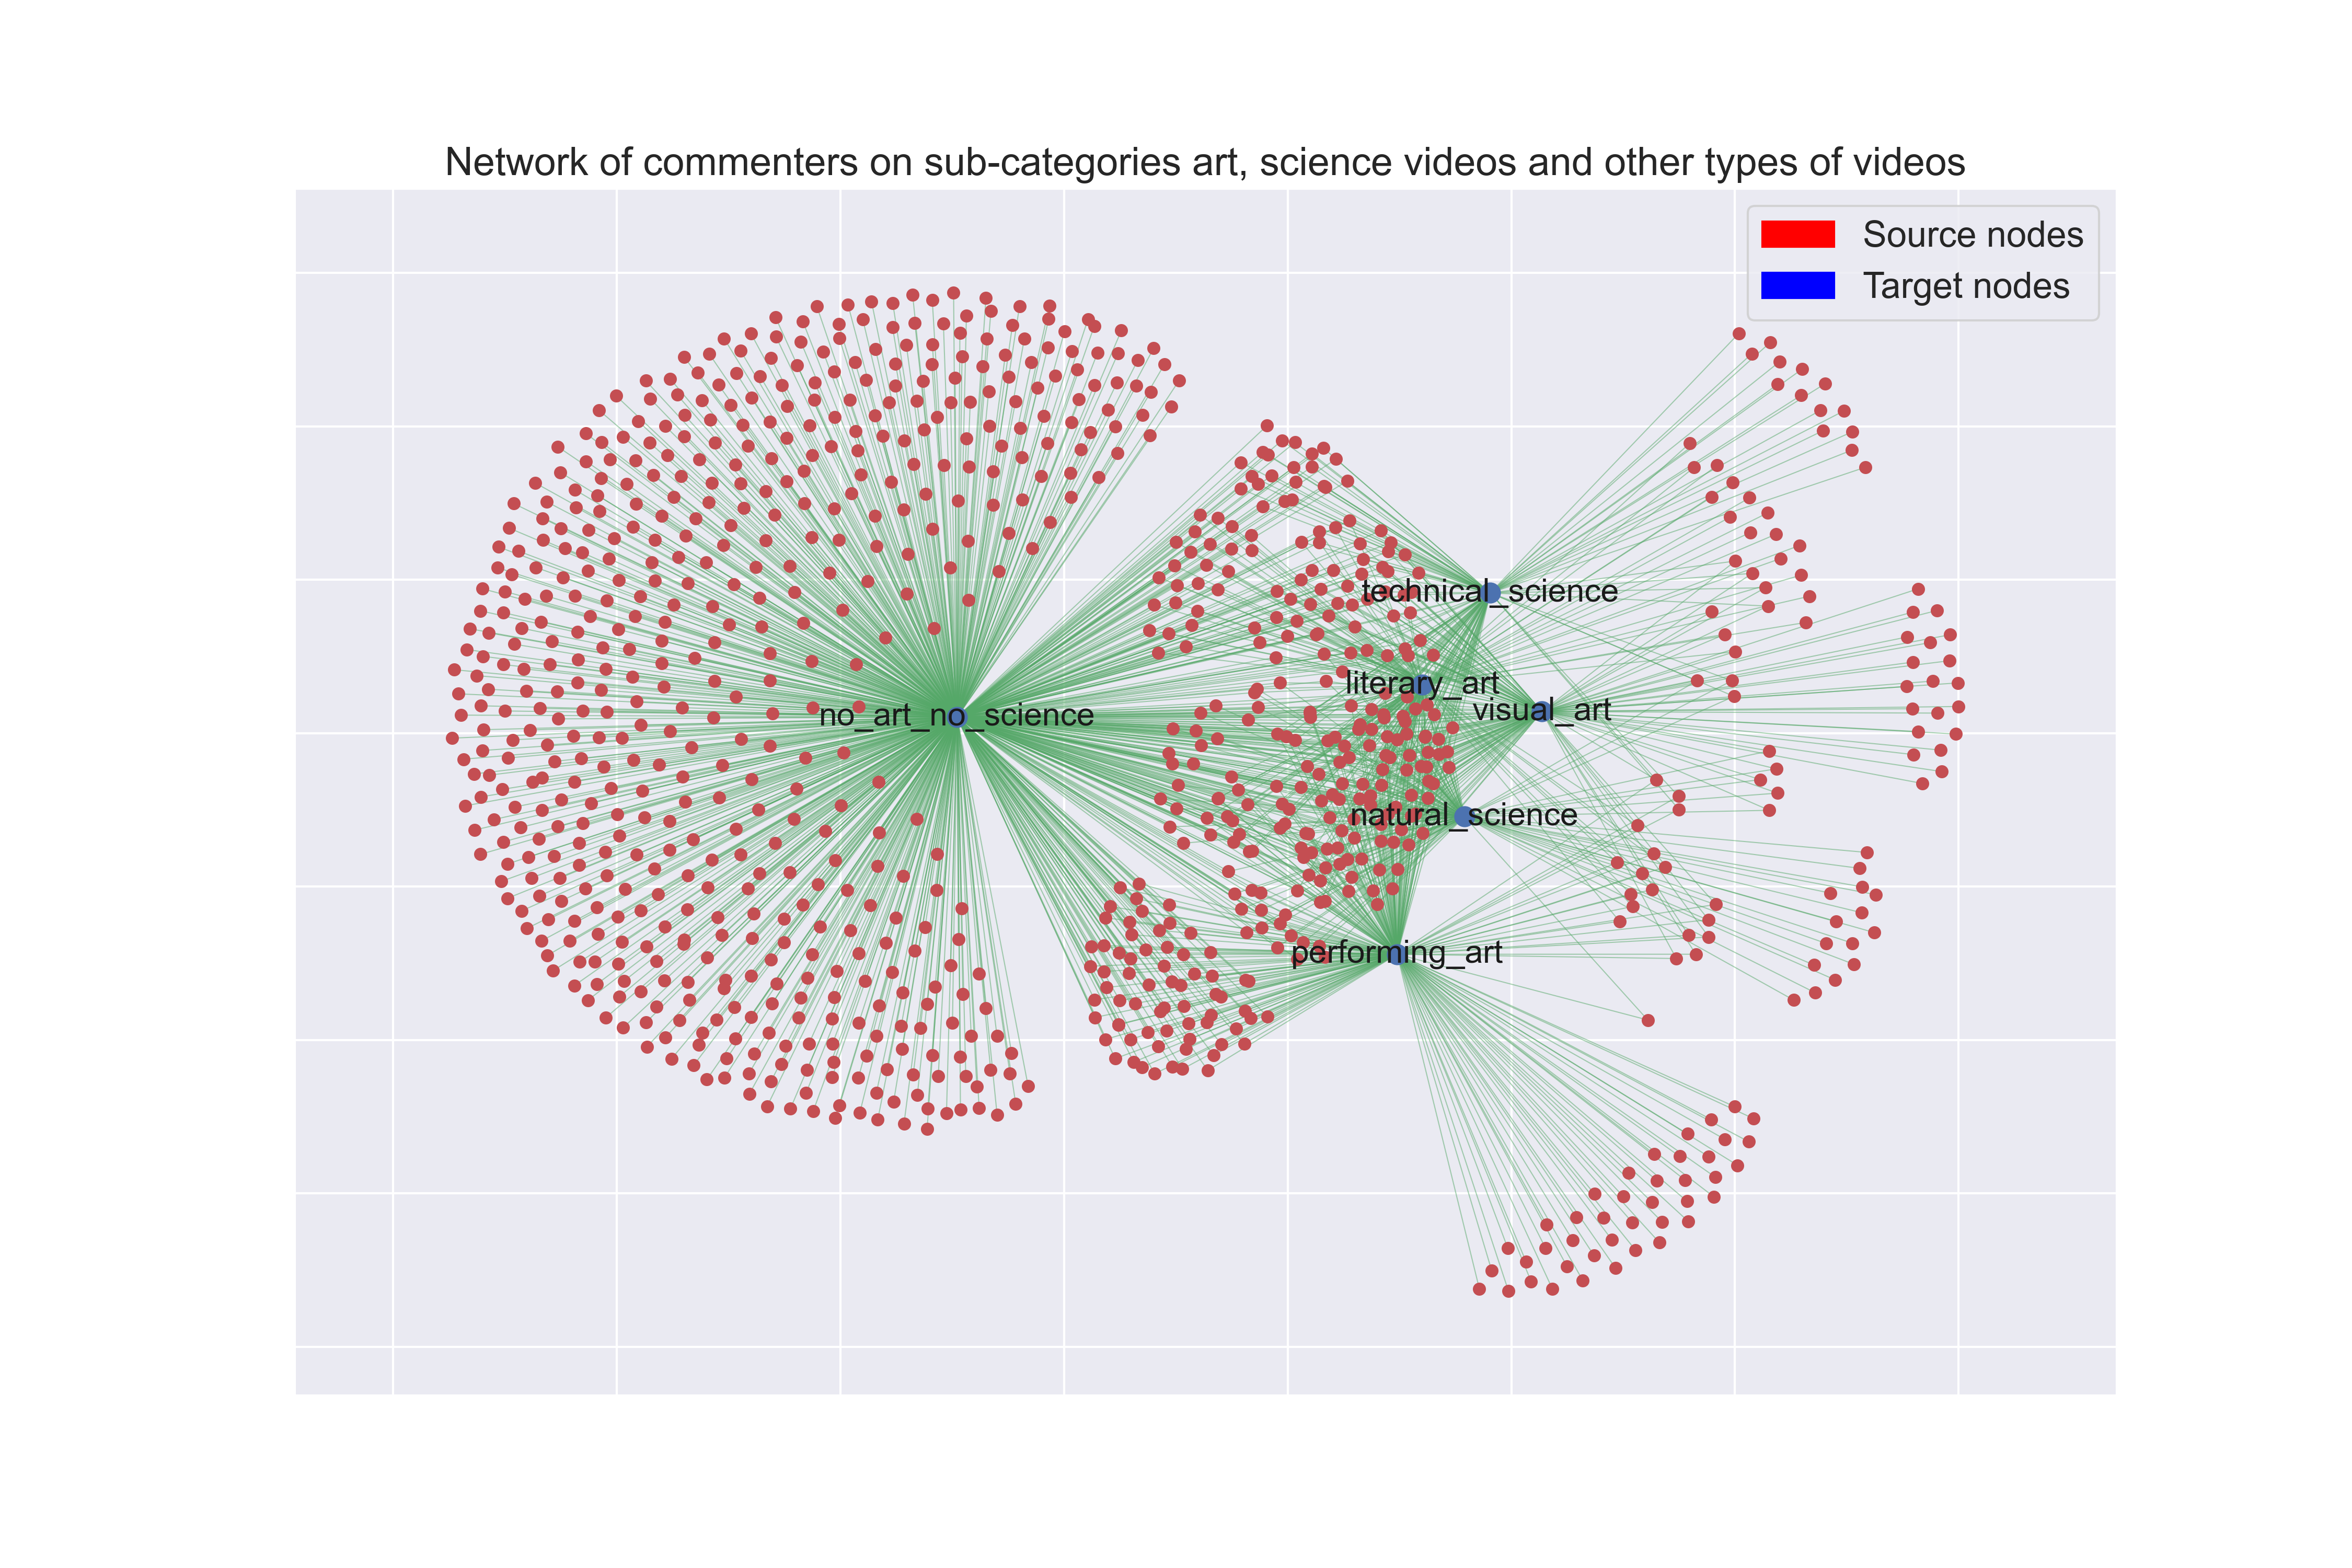 Network of commenters on sub-categories art, science videos and other types of videos
Source nodes
Target nodes
technical_science
literary_art
visual_art
no_art_no_science
natural_science
performing_art